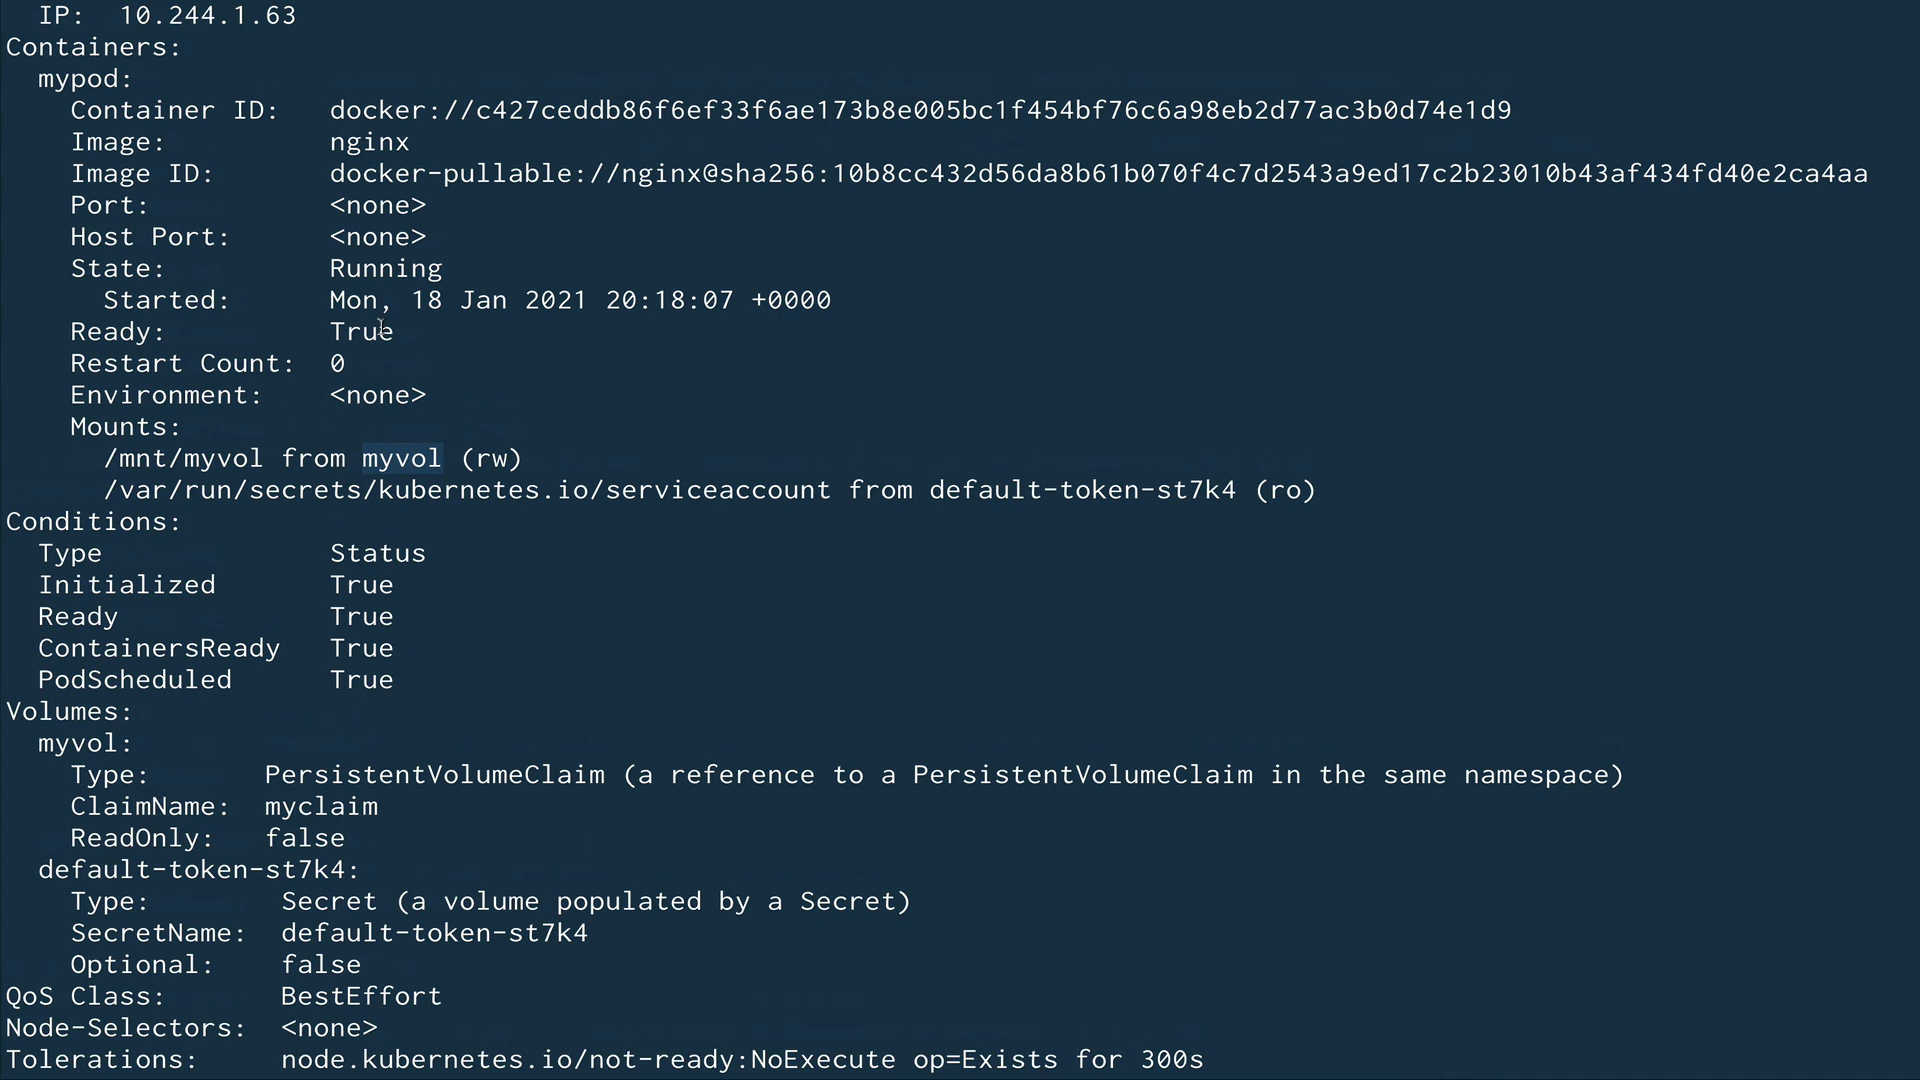 IP:  10.244.1.63
Containers:
  mypod:
    Container ID:   docker://c427ceddb86f6ef33f6ae173b8e005bc1f454bf76c6a98eb2d77ac3b0d74e1d9
    Image:          nginx
    Image ID:       docker-pullable://nginx@sha256:10b8cc432d56da8b61b070f4c7d2543a9ed17c2b23010b43af434fd40e2ca4aa
    Port:           <none>
    Host Port:      <none>
    State:          Running
      Started:      Mon, 18 Jan 2021 20:18:07 +0000
    Ready:          True
    Restart Count:  0
    Environment:    <none>
    Mounts:
      /mnt/myvol from myvol (rw)
      /var/run/secrets/kubernetes.io/serviceaccount from default-token-st7k4 (ro)
Conditions:
  Type              Status
  Initialized       True
  Ready             True
  ContainersReady   True
  PodScheduled      True
Volumes:
  myvol:
    Type:       PersistentVolumeClaim (a reference to a PersistentVolumeClaim in the same namespace)
    ClaimName:  myclaim
    ReadOnly:   false
  default-token-st7k4:
    Type:        Secret (a volume populated by a Secret)
    SecretName:  default-token-st7k4
    Optional:    false
QoS Class:       BestEffort
Node-Selectors:  <none>
Tolerations:     node.kubernetes.io/not-ready:NoExecute op=Exists for 300s